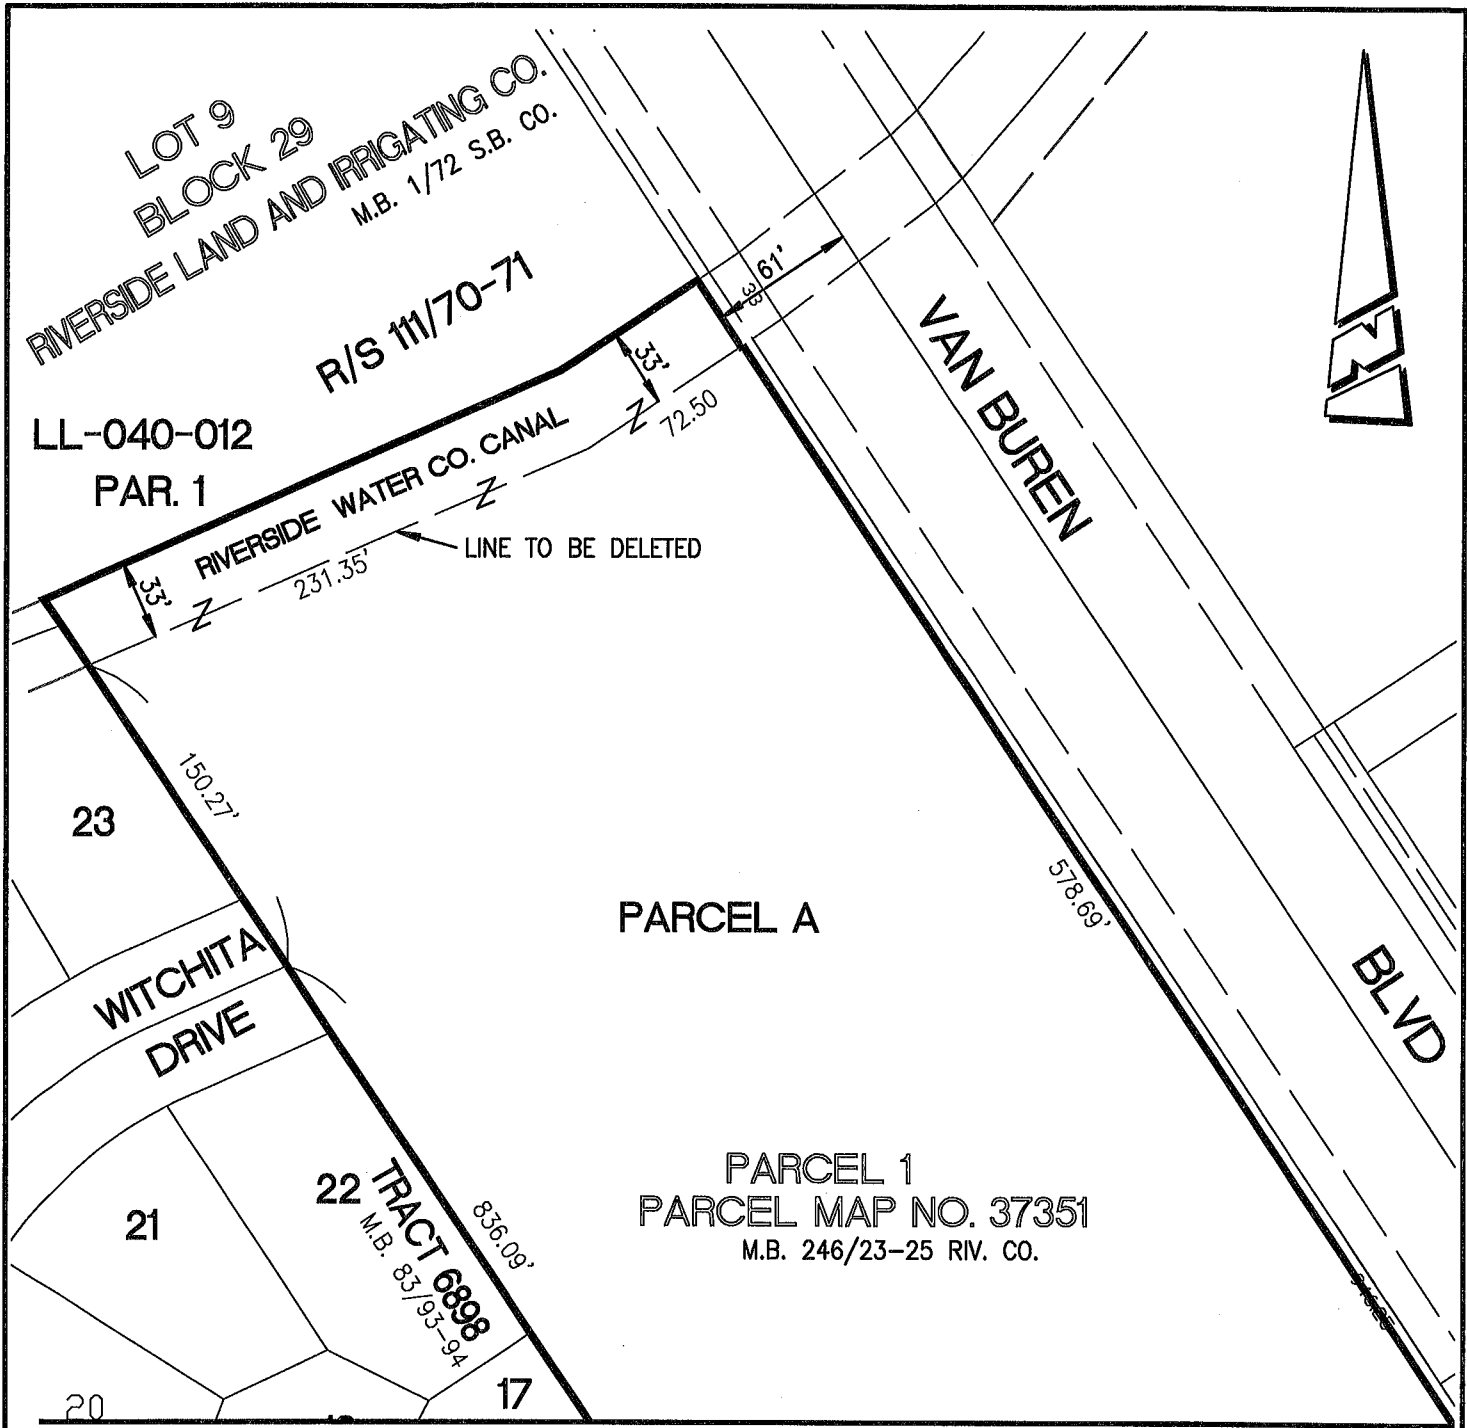 LOT 9
BLOCK 29
RIVERSIDE LAND AND IRRIGATING CO.
M.B. 1/72 S.B. CO.
R/S 111/70-71
LL-040-012
PAR. 1
61'
33
33'
72.50
RIVERSIDE WATER CO. CANAL
LINE TO BE DELETED
231.35'
33'
N
VAN BUREN
BLVD
150.27'
23
PARCEL A
578.69'
WITCHITA
DRIVE
PARCEL 1
PARCEL MAP NO. 37351
M.B. 246/23-25 RIV. CO.
22
TRACT 6898
M.B. 83/93-94
836.09'
21
17
20